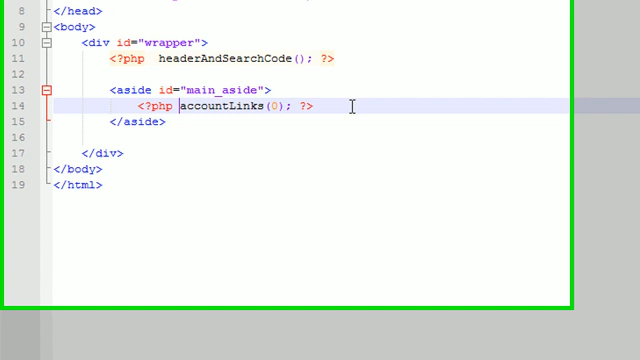 8 </head>
9 <body>
10 <div id="wrapper">
11 <?php  headerAndSearchCode(); ?>
12
13 <aside id="main_aside">
14 <?php accountLinks(0); ?>
15 </aside>
16
17 </div>
18 </body>
19 </html>